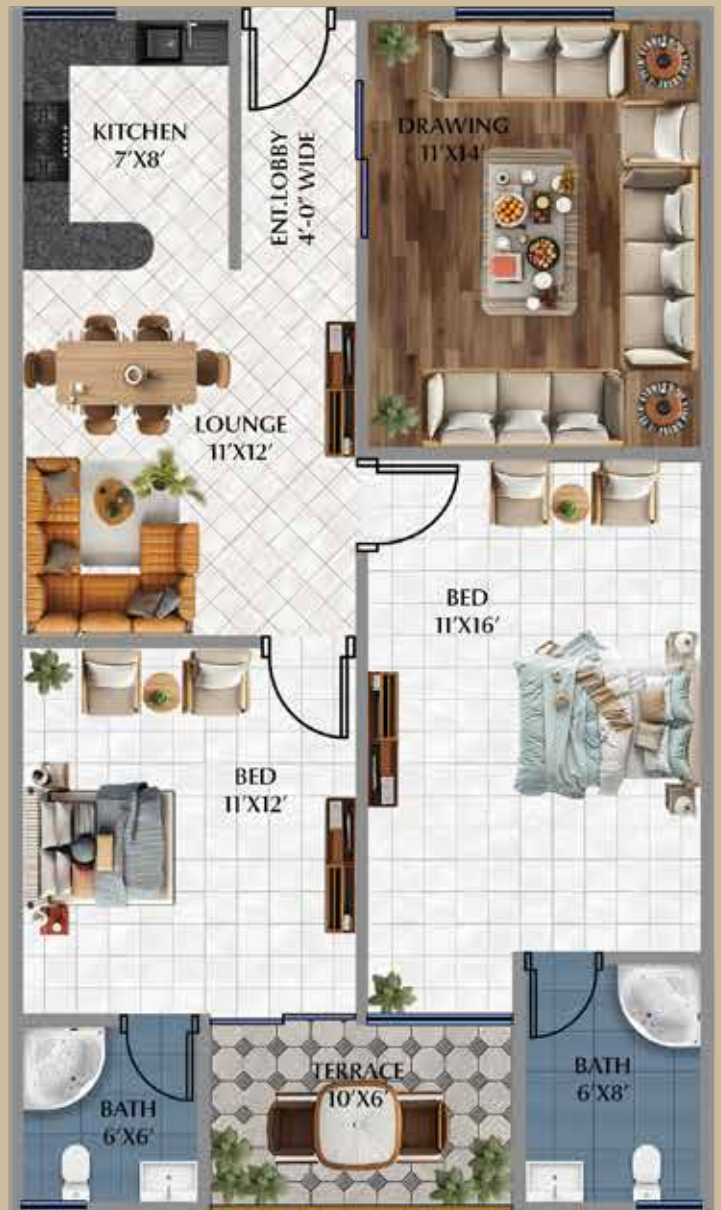 KITCHEN
7'X8'
ENT.LOBBY
4'-0" WIDE
DRAWING
11'X14'
LOUNGE
11'X12'
BED
11'X16'
BED
11'X12'
TERRACE
10'X6'
BATH
6'X8'
BATH
6'X6'